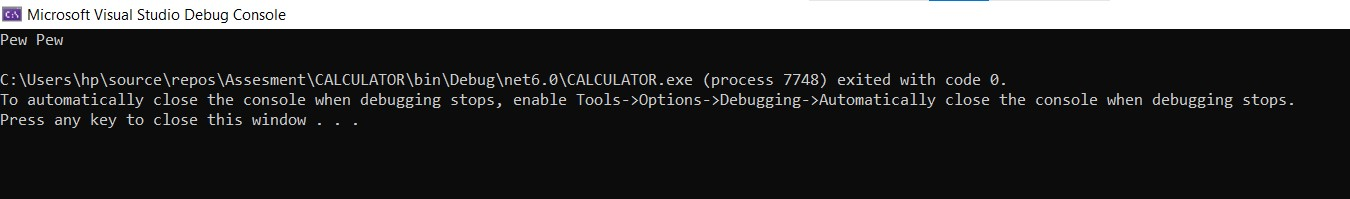 Microsoft Visual Studio Debug Console
Pew Pew
C:\Users\hp\source\repos\Assesment\CALCULATOR\bin\Debug\net6.0\CALCULATOR.exe (process 7748) exited with code 0.
To automatically close the console when debugging stops, enable Tools->Options->Debugging->Automatically close the console when debugging stops.
Press any key to close this window . . .